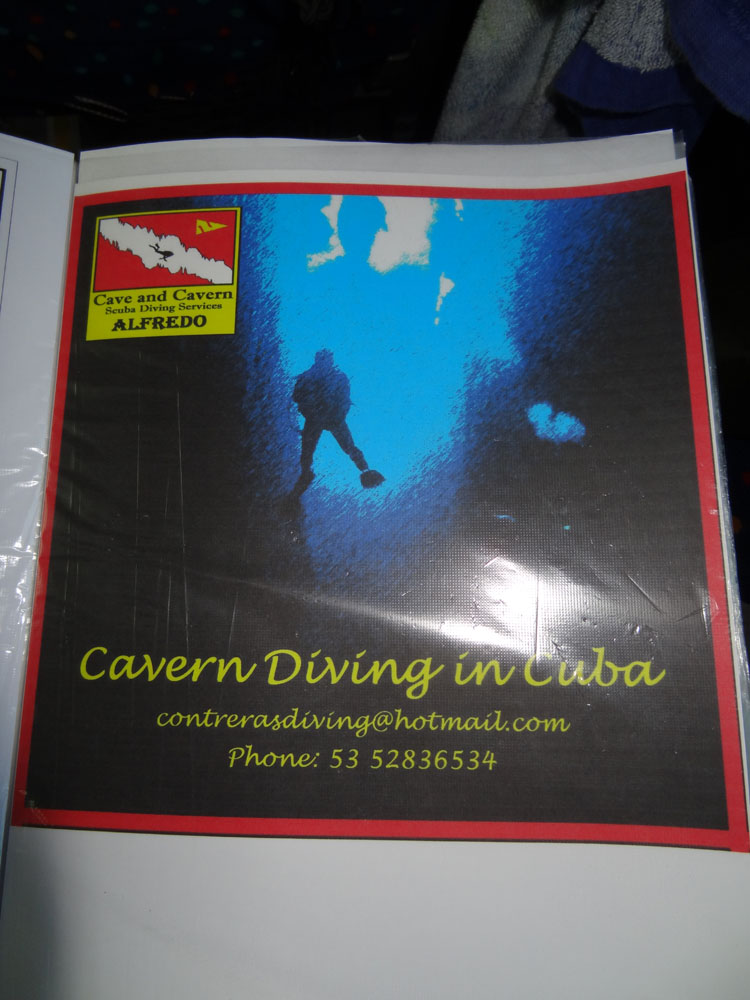 Cave and Cavern
Scuba Diving Services
ALFREDO
Cavern Diving in Cuba
contrerasdiving@hotmail.com
Phone: 53 52836534